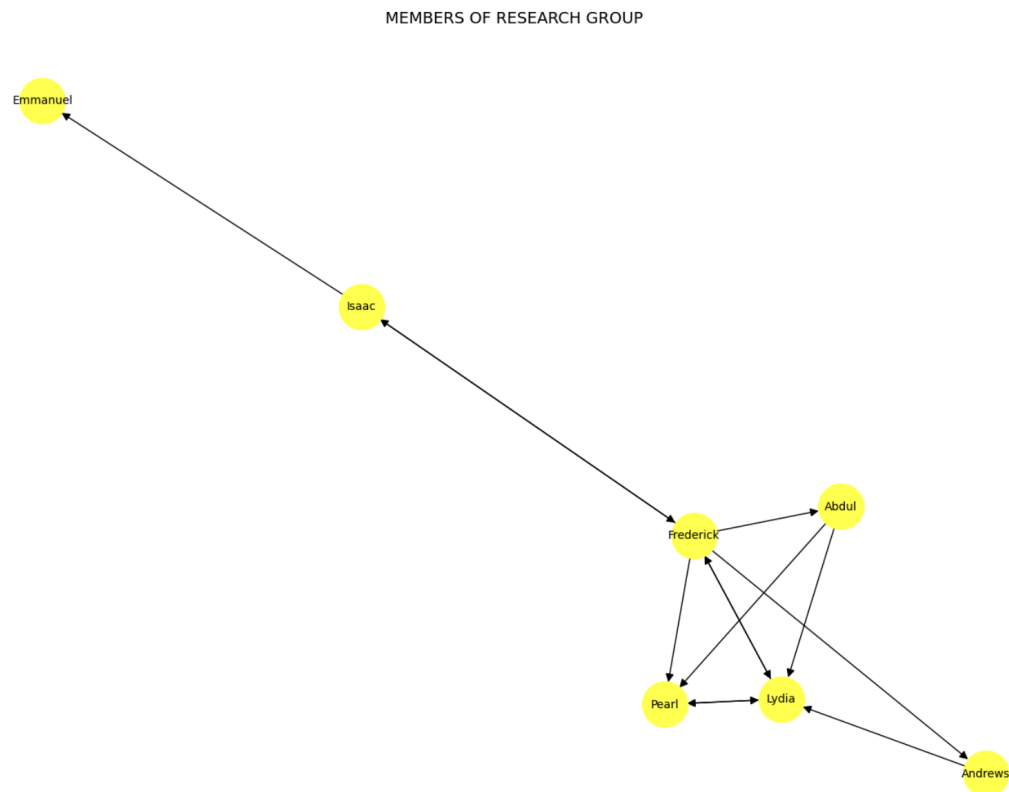 MEMBERS OF RESEARCH GROUP
Emmanuel
Isaac
Abdul
Frederick
Lydia
Pearl
Andrews